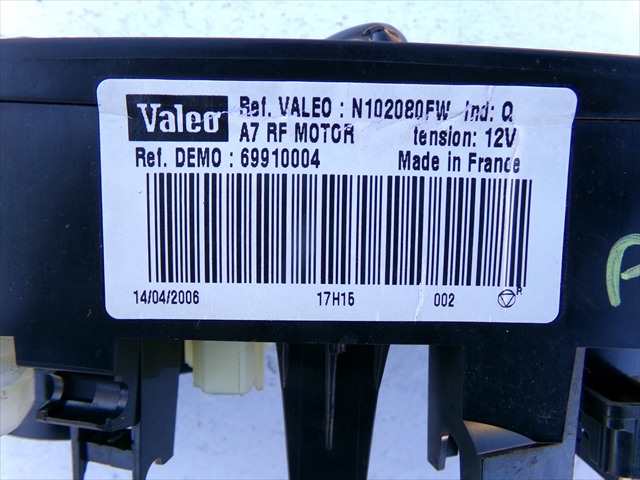 Valeo
Ref. VALEO : N102080FW ind: Q
A7 RF MOTOR tension: 12V
Ref. DEMO : 69910004 Made in France
14/04/2006 17H15 002 R